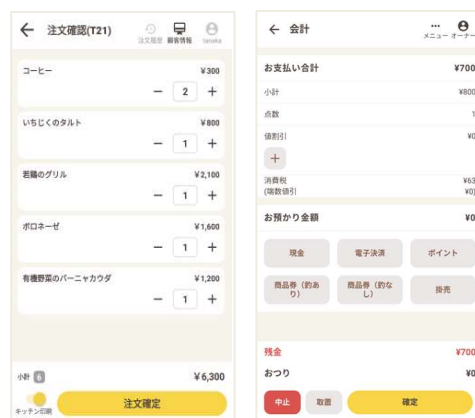 注文確認(T21)
注文履歴 顧客情報 tanaka
コーヒー ¥300
− 2 +
いちじくのタルト ¥800
− 1 +
若鶏のグリル ¥2,100
− 1 +
ボロネーゼ ¥1,600
− 1 +
有機野菜のバーニャカウダ ¥1,200
− 1 +
小計 6 ¥6,300
キッチン印刷 注文確定
会計
メニュー オーナー
お支払い合計 ¥700
小計 ¥800
点数 1
値割引 ¥0
+
消費税 ¥63
(端数値引 ¥0)
お預かり金額 ¥0
現金 電子決済 ポイント
商品券（釣あり） 商品券（釣なし） 掛売
残金 ¥700
おつり ¥0
中止 取置 確定